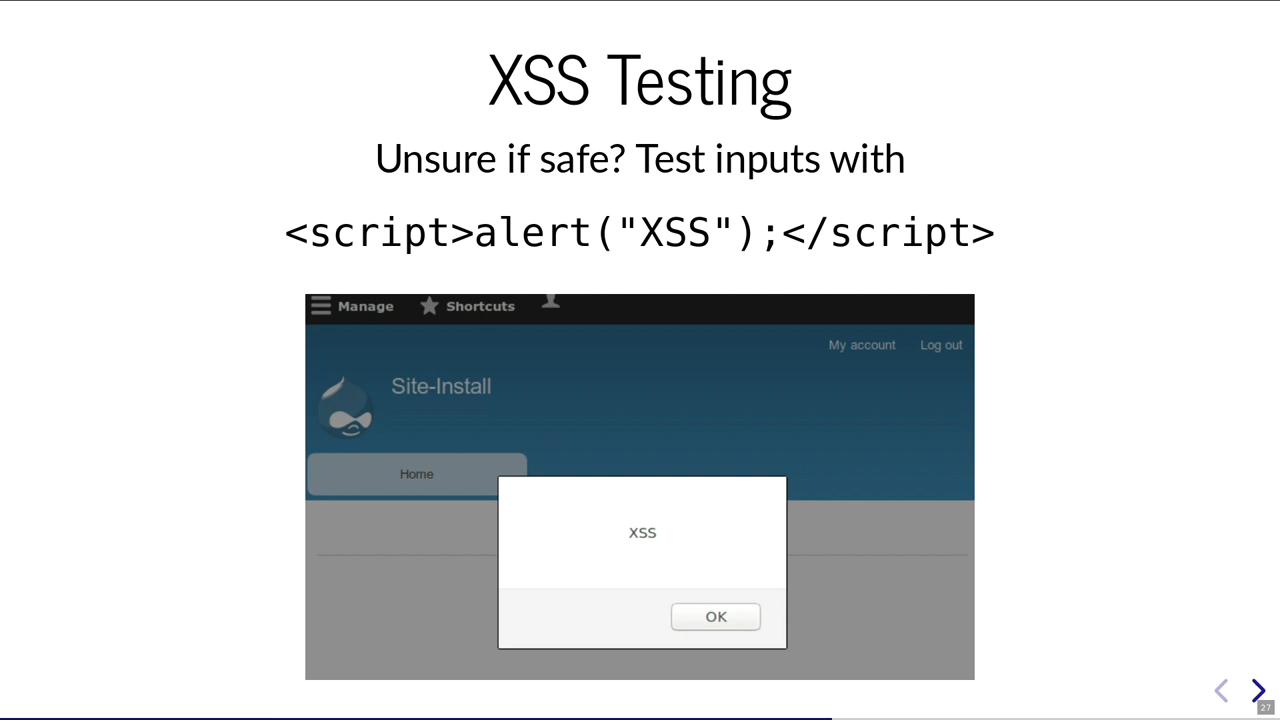 XSS Testing
Unsure if safe? Test inputs with
<script>alert("XSS");</script>
Manage Shortcuts
My account Log out
Site-Install
Home
XSS
OK
27